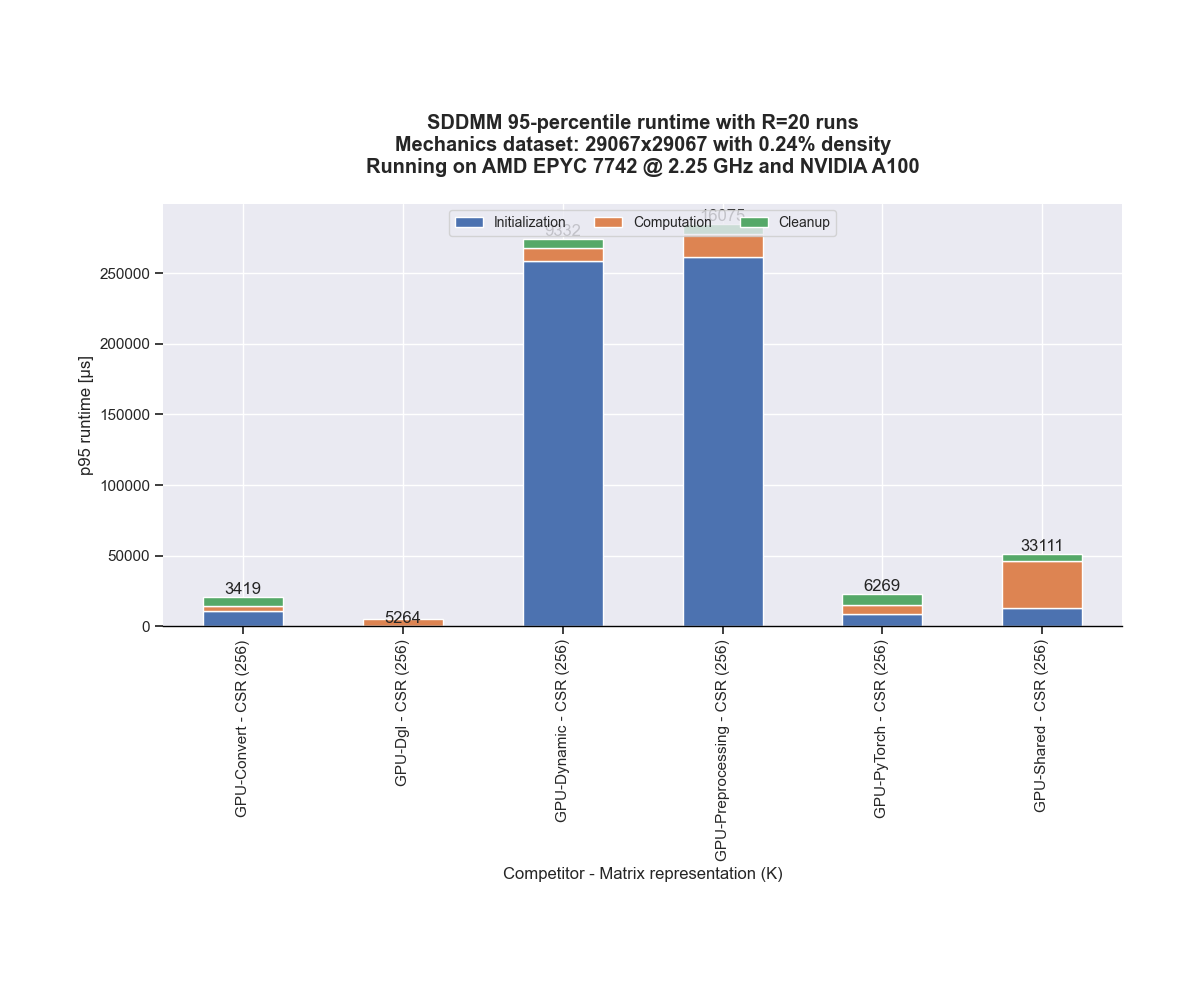 SDDMM 95-percentile runtime with R=20 runs
Mechanics dataset: 29067x29067 with 0.24% density
Running on AMD EPYC 7742 @ 2.25 GHz and NVIDIA A100
Initialization
Computation
Cleanup
p95 runtime [µs]
250000
200000
150000
100000
50000
0
3419
5264
9332
16075
6269
33111
GPU-Convert - CSR (256)
GPU-Dgl - CSR (256)
GPU-Dynamic - CSR (256)
GPU-Preprocessing - CSR (256)
GPU-PyTorch - CSR (256)
GPU-Shared - CSR (256)
Competitor - Matrix representation (K)